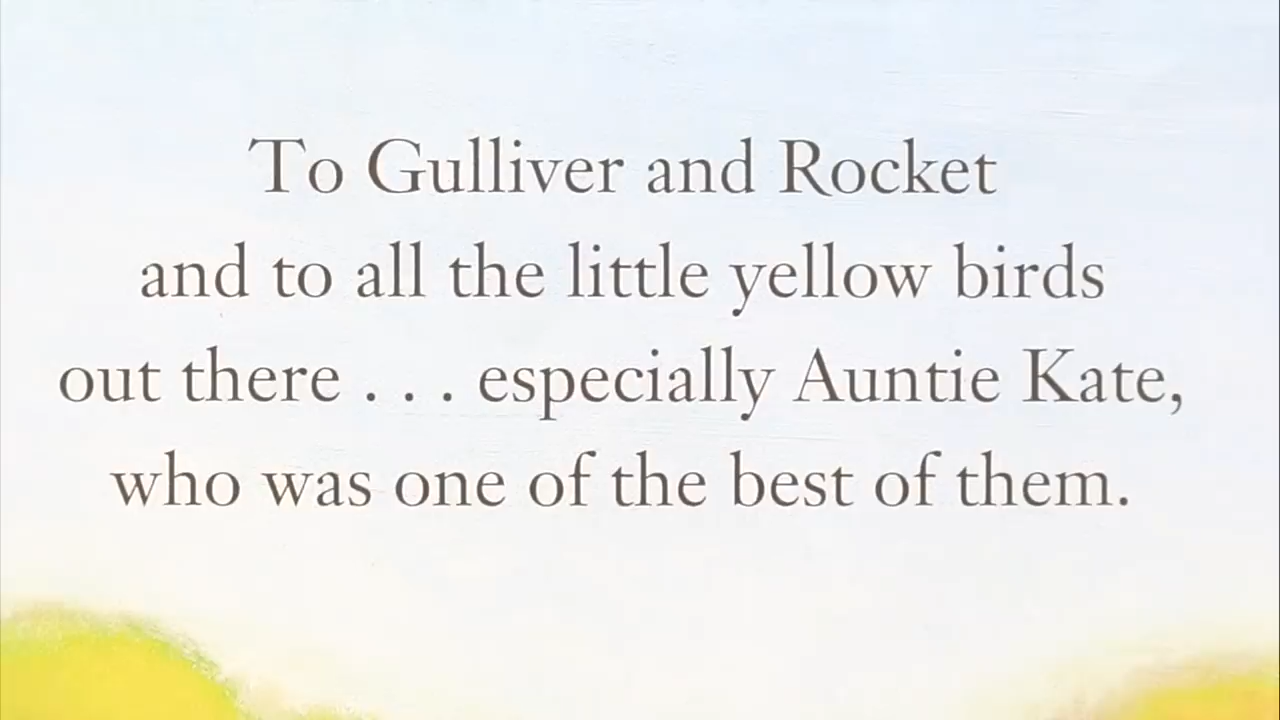 To Gulliver and Rocket
and to all the little yellow birds
out there . . . especially Auntie Kate,
who was one of the best of them.